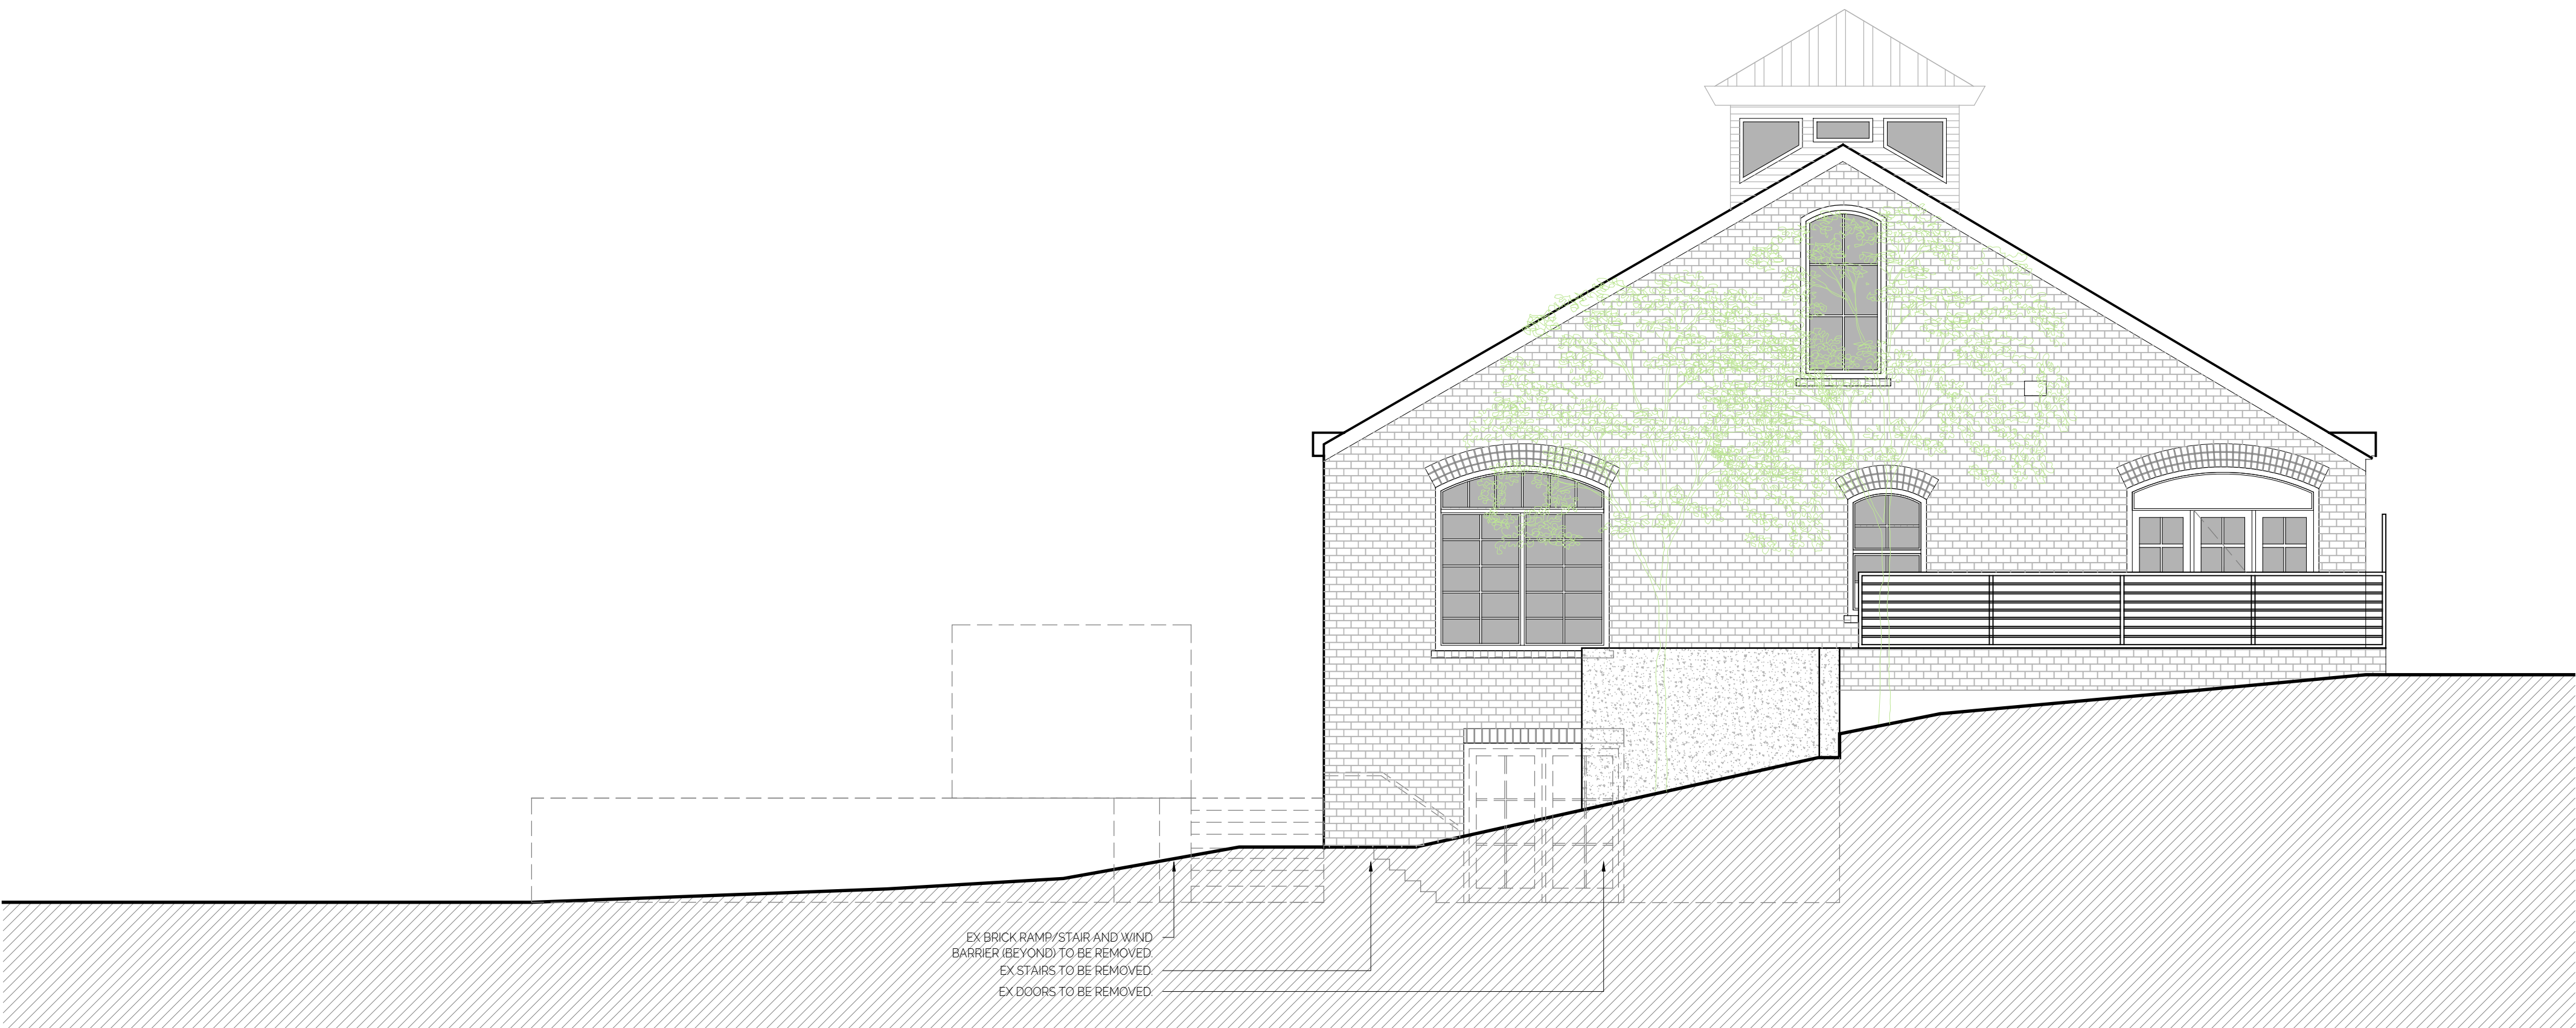 EX BRICK RAMP/STAIR AND WIND
BARRIER (BEYOND) TO BE REMOVED.
EX STAIRS TO BE REMOVED.
EX DOORS TO BE REMOVED.